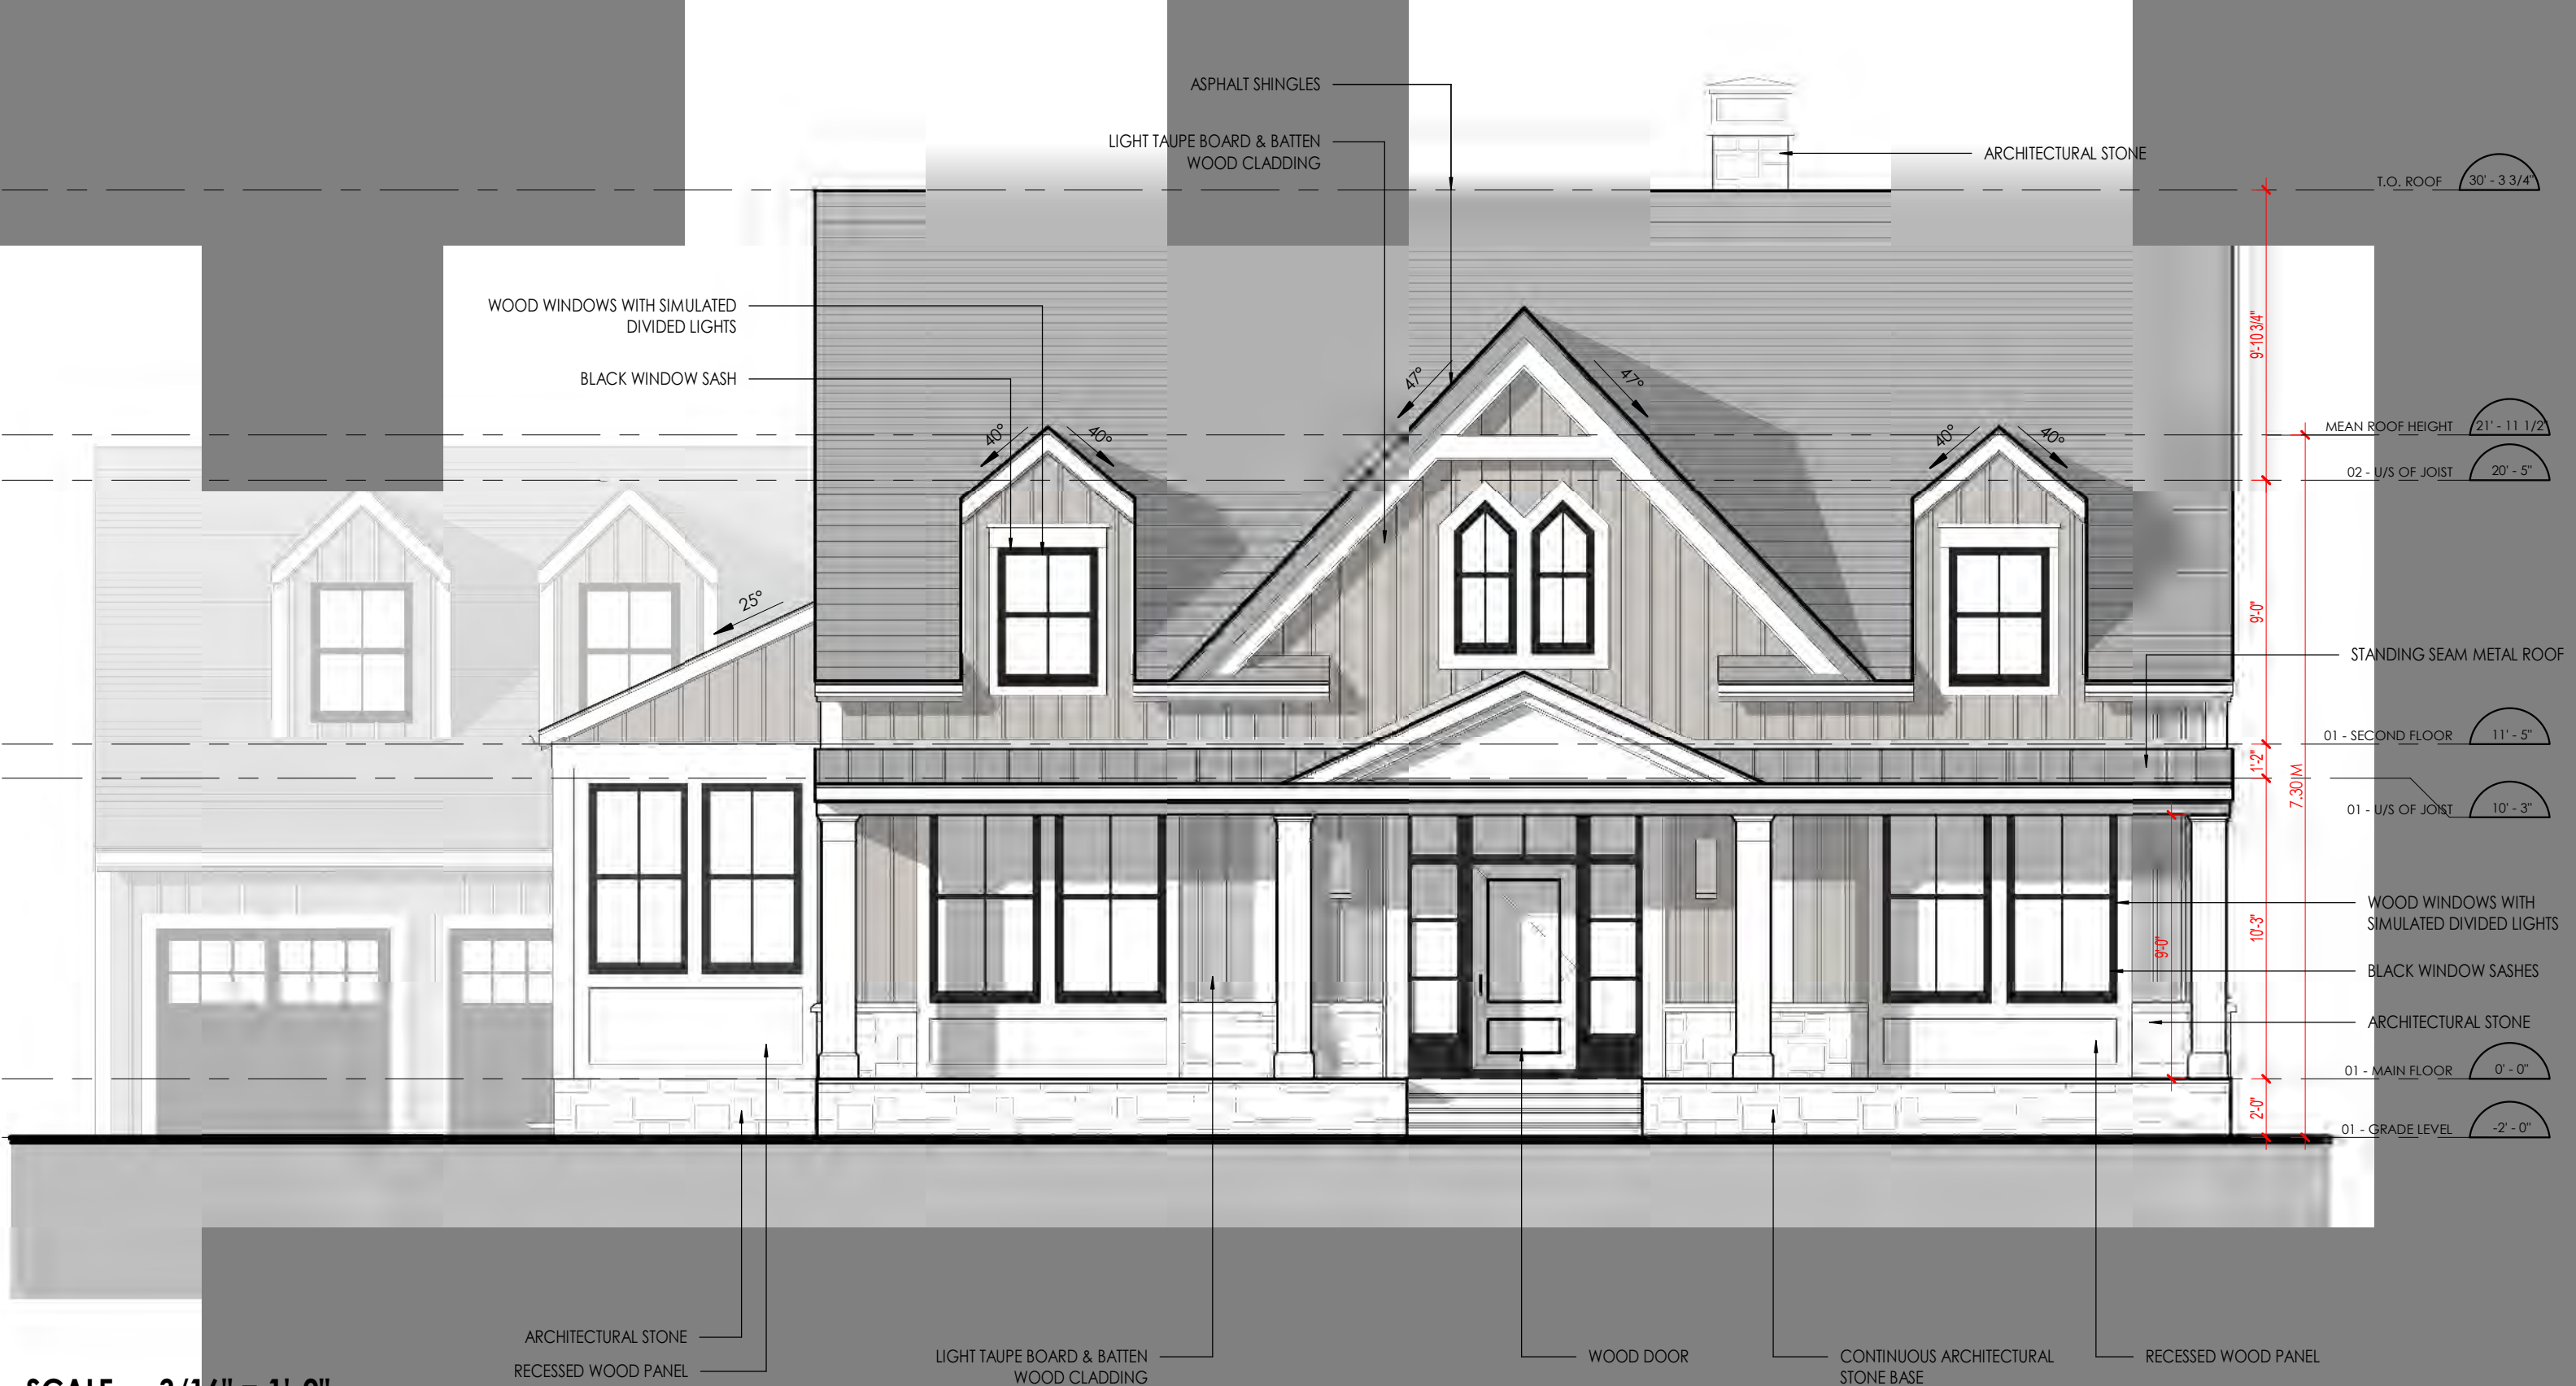 ASPHALT SHINGLES
LIGHT TAUPE BOARD & BATTEN
WOOD CLADDING
ARCHITECTURAL STONE
T.O. ROOF 30' - 3 3/4"
WOOD WINDOWS WITH SIMULATED
DIVIDED LIGHTS
BLACK WINDOW SASH
9'-10 3/4"
47°
47°
40°
40°
40°
40°
MEAN ROOF HEIGHT 21' - 11 1/2"
02 - U/S OF JOIST 20' - 5"
25°
9'-0"
STANDING SEAM METAL ROOF
01 - SECOND FLOOR 11' - 5"
1'-2"
7.30 M
01 - U/S OF JOIST 10' - 3"
WOOD WINDOWS WITH
SIMULATED DIVIDED LIGHTS
10'-3"
9'-0"
BLACK WINDOW SASHES
ARCHITECTURAL STONE
01 - MAIN FLOOR 0' - 0"
2'-0"
01 - GRADE LEVEL -2' - 0"
ARCHITECTURAL STONE
RECESSED WOOD PANEL
LIGHT TAUPE BOARD & BATTEN
WOOD CLADDING
WOOD DOOR
CONTINUOUS ARCHITECTURAL
STONE BASE
RECESSED WOOD PANEL
3/16" = 1'-0"